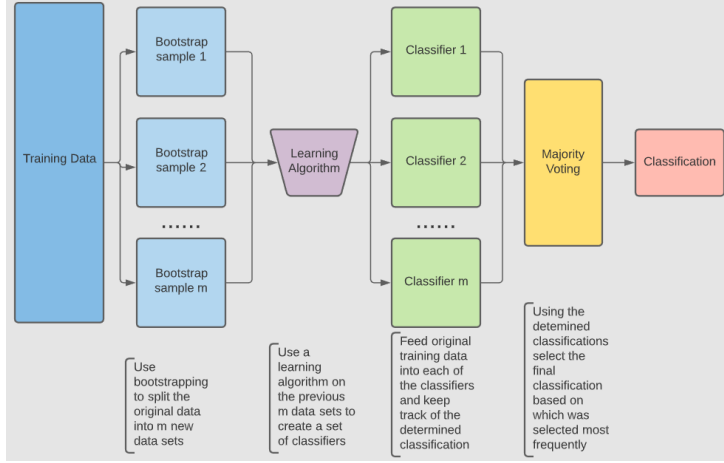 Training Data
Bootstrap
sample 1
Bootstrap
sample 2
......
Bootstrap
sample m
Learning
Algorithm
Classifier 1
Classifier 2
......
Classifier m
Majority
Voting
Classification
Use
bootstrapping
to split the
original data
into m new
data sets
Use a
learning
algorithm on
the previous
m data sets to
create a set
of classifiers
Feed original
training data
into each of
the classifiers
and keep
track of the
determined
classification
Using the
detemined
classifications
select the
final
classification
based on
which was
selected most
frequently